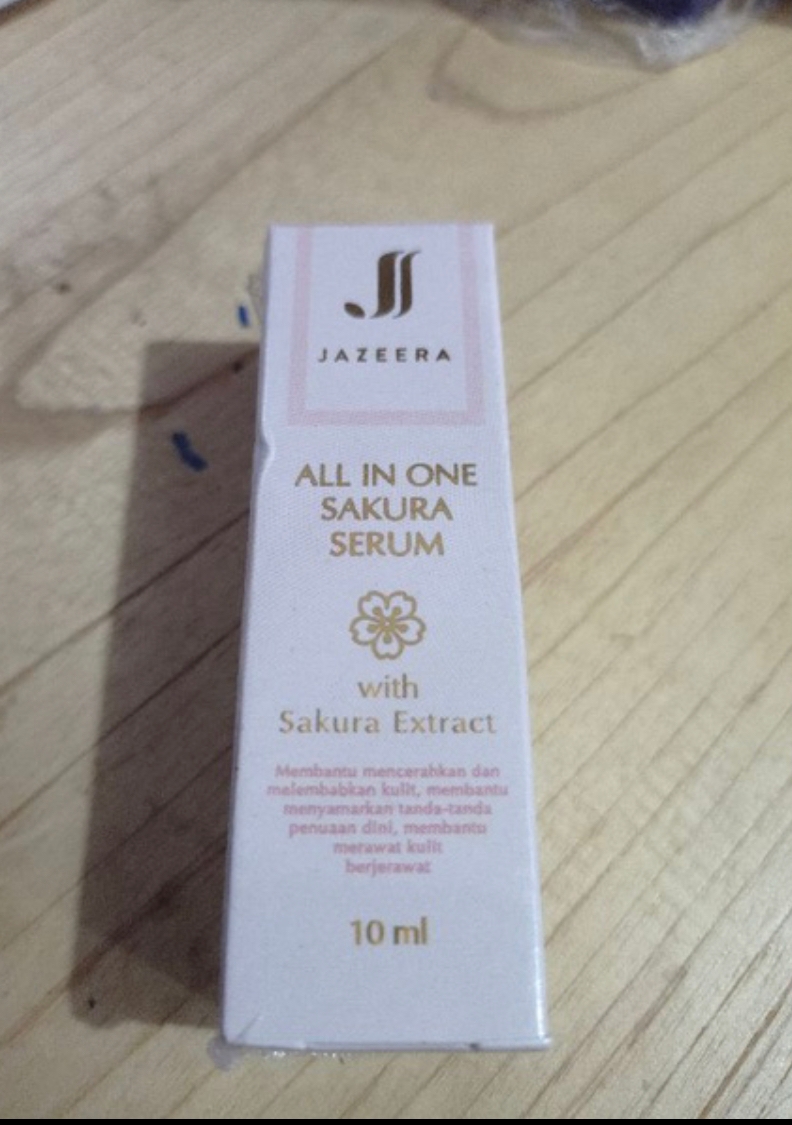 JAZEERA
ALL IN ONE
SAKURA
SERUM
with
Sakura Extract
Membantu mencerahkan dan
melembabkan kulit, membantu
menyamarkan tanda-tanda
penuaan dini, membantu
merawat kulit
berjerawat
10 ml